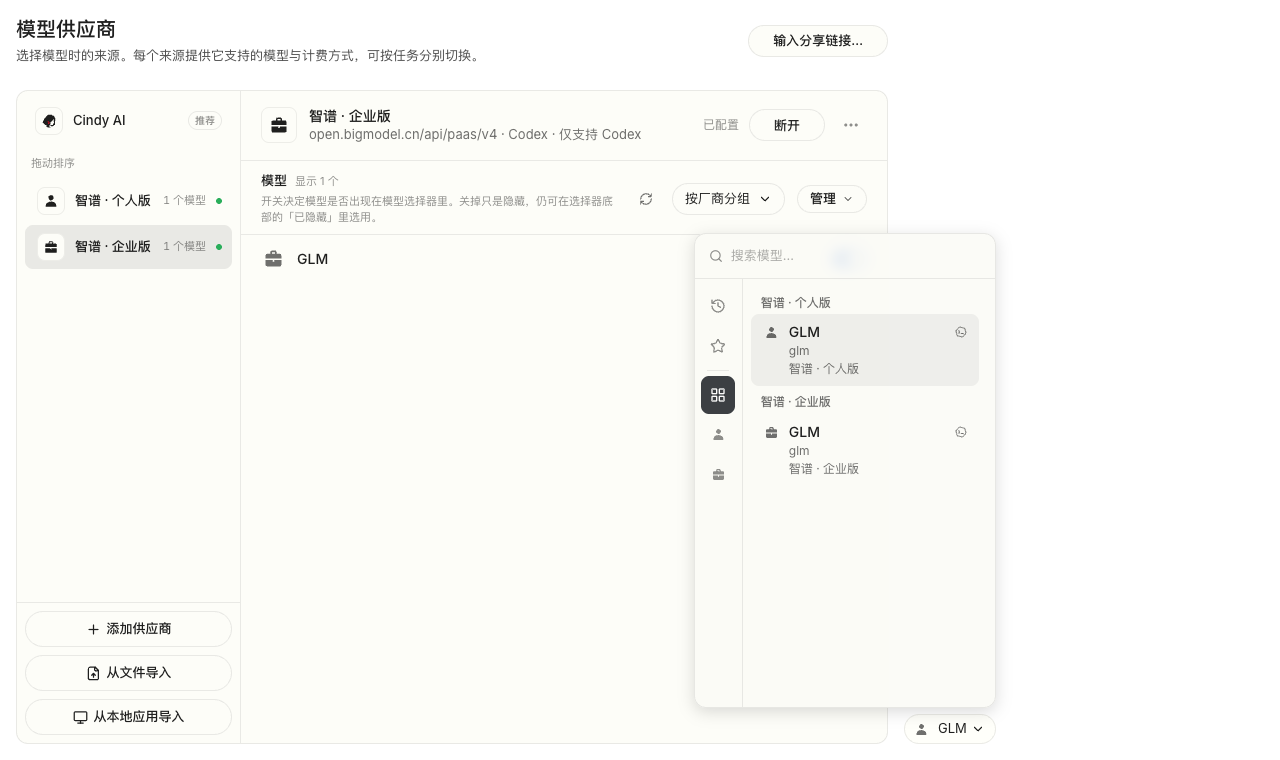 模型供应商
选择模型时的来源。每个来源提供它支持的模型与计费方式，可按任务分别切换。
输入分享链接...
Cindy AI
推荐
拖动排序
智谱 · 个人版
1 个模型
智谱 · 企业版
1 个模型
添加供应商
从文件导入
从本地应用导入
智谱 · 企业版
open.bigmodel.cn/api/paas/v4 · Codex · 仅支持 Codex
已配置
断开
模型
显示 1 个
开关决定模型是否出现在模型选择器里。关掉只是隐藏，仍可在选择器底
部的「已隐藏」里选用。
按厂商分组
管理
GLM
搜索模型...
智谱 · 个人版
GLM
glm
智谱 · 个人版
智谱 · 企业版
GLM
glm
智谱 · 企业版
GLM